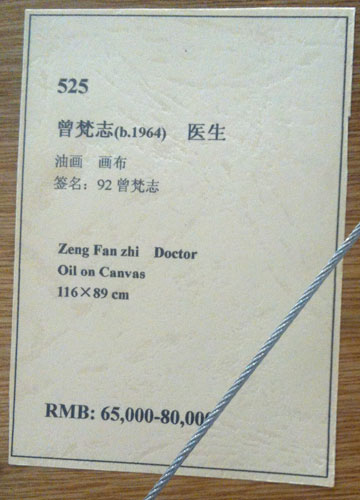 525
曾梵志(b.1964) 医生
油画 画布
签名：92 曾梵志
Zeng Fan zhi Doctor
Oil on Canvas
116×89 cm
RMB: 65,000-80,000